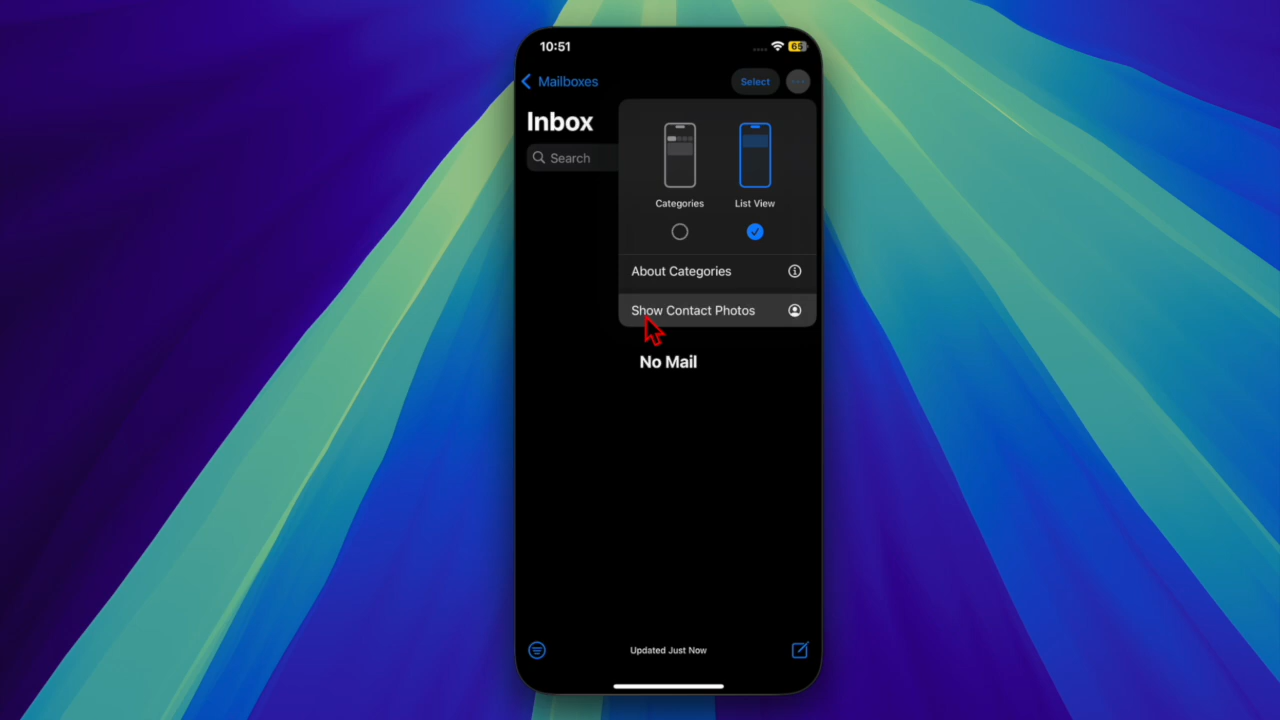 10:51
65
Mailboxes
Select
Inbox
Search
Categories
List View
About Categories
Show Contact Photos
No Mail
Updated Just Now